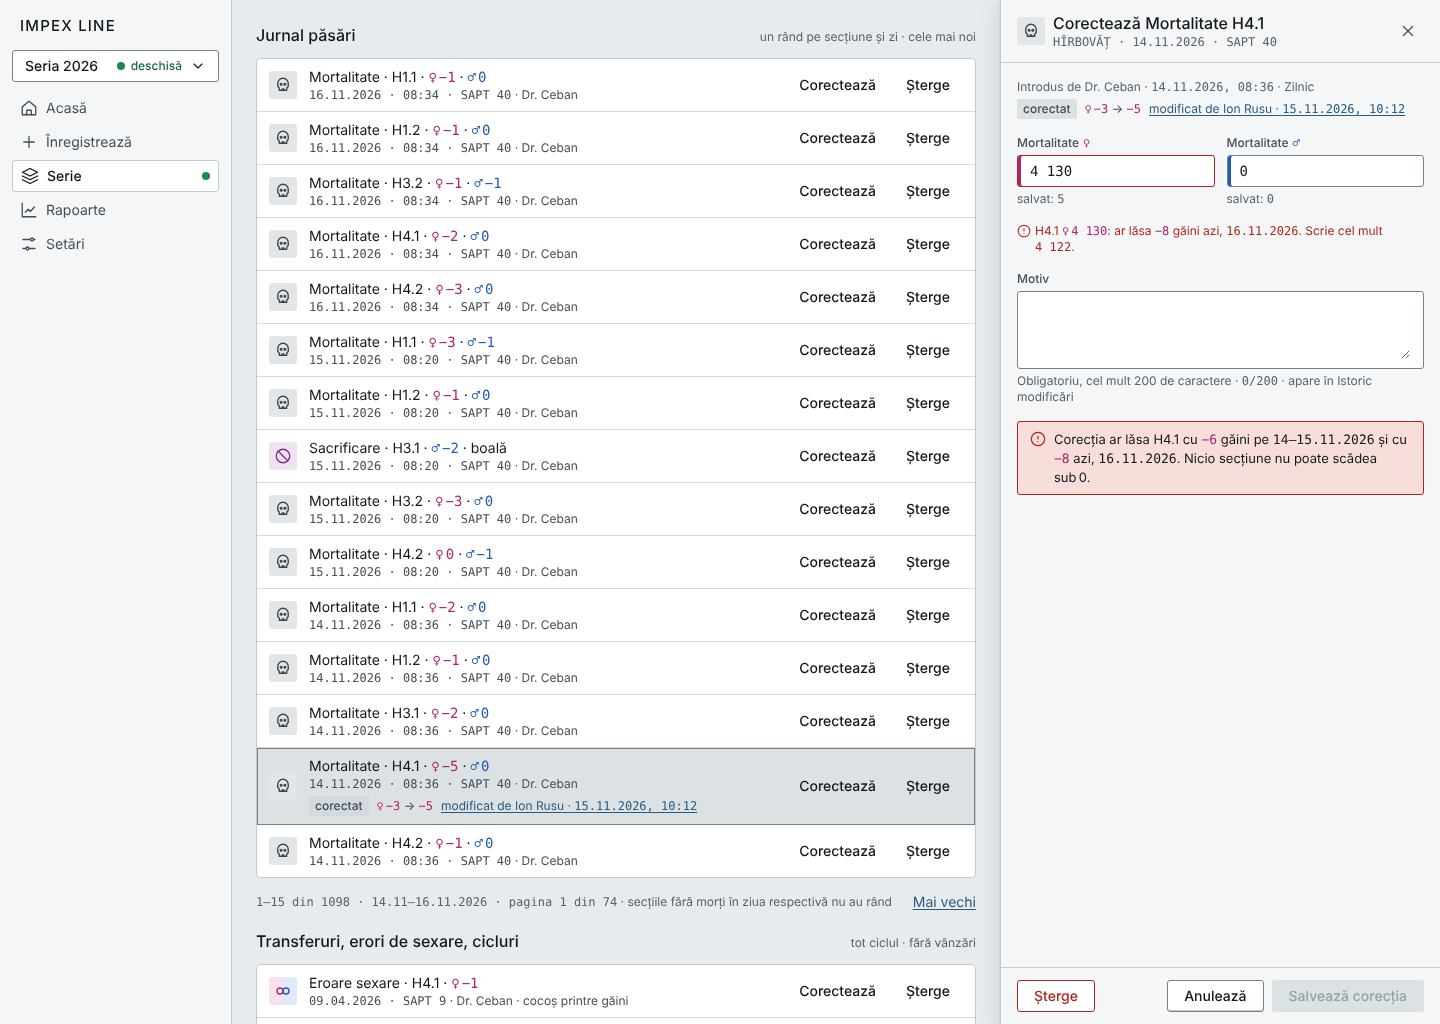 IMPEX LINE
Seria 2026 deschisă
Acasă
Înregistrează
Serie
Rapoarte
Setări
Jurnal păsări
un rând pe secțiune și zi · cele mai noi
Mortalitate · H1.1 · ♀−1 · ♂0
16.11.2026 · 08:34 · SAPT 40 · Dr. Ceban
Corectează Șterge
Mortalitate · H1.2 · ♀−1 · ♂0
16.11.2026 · 08:34 · SAPT 40 · Dr. Ceban
Corectează Șterge
Mortalitate · H3.2 · ♀−1 · ♂−1
16.11.2026 · 08:34 · SAPT 40 · Dr. Ceban
Corectează Șterge
Mortalitate · H4.1 · ♀−2 · ♂0
16.11.2026 · 08:34 · SAPT 40 · Dr. Ceban
Corectează Șterge
Mortalitate · H4.2 · ♀−3 · ♂0
16.11.2026 · 08:34 · SAPT 40 · Dr. Ceban
Corectează Șterge
Mortalitate · H1.1 · ♀−3 · ♂−1
15.11.2026 · 08:20 · SAPT 40 · Dr. Ceban
Corectează Șterge
Mortalitate · H1.2 · ♀−1 · ♂0
15.11.2026 · 08:20 · SAPT 40 · Dr. Ceban
Corectează Șterge
Sacrificare · H3.1 · ♂−2 · boală
15.11.2026 · 08:20 · SAPT 40 · Dr. Ceban
Corectează Șterge
Mortalitate · H3.2 · ♀−3 · ♂0
15.11.2026 · 08:20 · SAPT 40 · Dr. Ceban
Corectează Șterge
Mortalitate · H4.2 · ♀0 · ♂−1
15.11.2026 · 08:20 · SAPT 40 · Dr. Ceban
Corectează Șterge
Mortalitate · H1.1 · ♀−2 · ♂0
14.11.2026 · 08:36 · SAPT 40 · Dr. Ceban
Corectează Șterge
Mortalitate · H1.2 · ♀−1 · ♂0
14.11.2026 · 08:36 · SAPT 40 · Dr. Ceban
Corectează Șterge
Mortalitate · H3.1 · ♀−2 · ♂0
14.11.2026 · 08:36 · SAPT 40 · Dr. Ceban
Corectează Șterge
Mortalitate · H4.1 · ♀−5 · ♂0
14.11.2026 · 08:36 · SAPT 40 · Dr. Ceban
corectat ♀−3 → −5 modificat de Ion Rusu · 15.11.2026, 10:12
Corectează Șterge
Mortalitate · H4.2 · ♀−1 · ♂0
14.11.2026 · 08:36 · SAPT 40 · Dr. Ceban
Corectează Șterge
1–15 din 1098 · 14.11–16.11.2026 · pagina 1 din 74 · secțiile fără morți în ziua respectivă nu au rând
Mai vechi
Transferuri, erori de sexare, cicluri
tot ciclul · fără vânzări
Eroare sexare · H4.1 · ♀−1
09.04.2026 · SAPT 9 · Dr. Ceban · cocoș printre găini
Corectează Șterge
Corectează Mortalitate H4.1
HÎRBOVĂȚ · 14.11.2026 · SAPT 40
Introdus de Dr. Ceban · 14.11.2026, 08:36 · Zilnic
corectat ♀−3 → −5 modificat de Ion Rusu · 15.11.2026, 10:12
Mortalitate ♀ Mortalitate ♂
4 130 0
salvat: 5 salvat: 0
H4.1 ♀4 130: ar lăsa −8 găini azi, 16.11.2026. Scrie cel mult
4 122.
Motiv
Obligatoriu, cel mult 200 de caractere · 0/200 · apare în Istoric
modificări
Corecția ar lăsa H4.1 cu −6 găini pe 14–15.11.2026 și cu
−8 azi, 16.11.2026. Nicio secțiune nu poate scădea
sub 0.
Șterge Anulează Salvează corecția